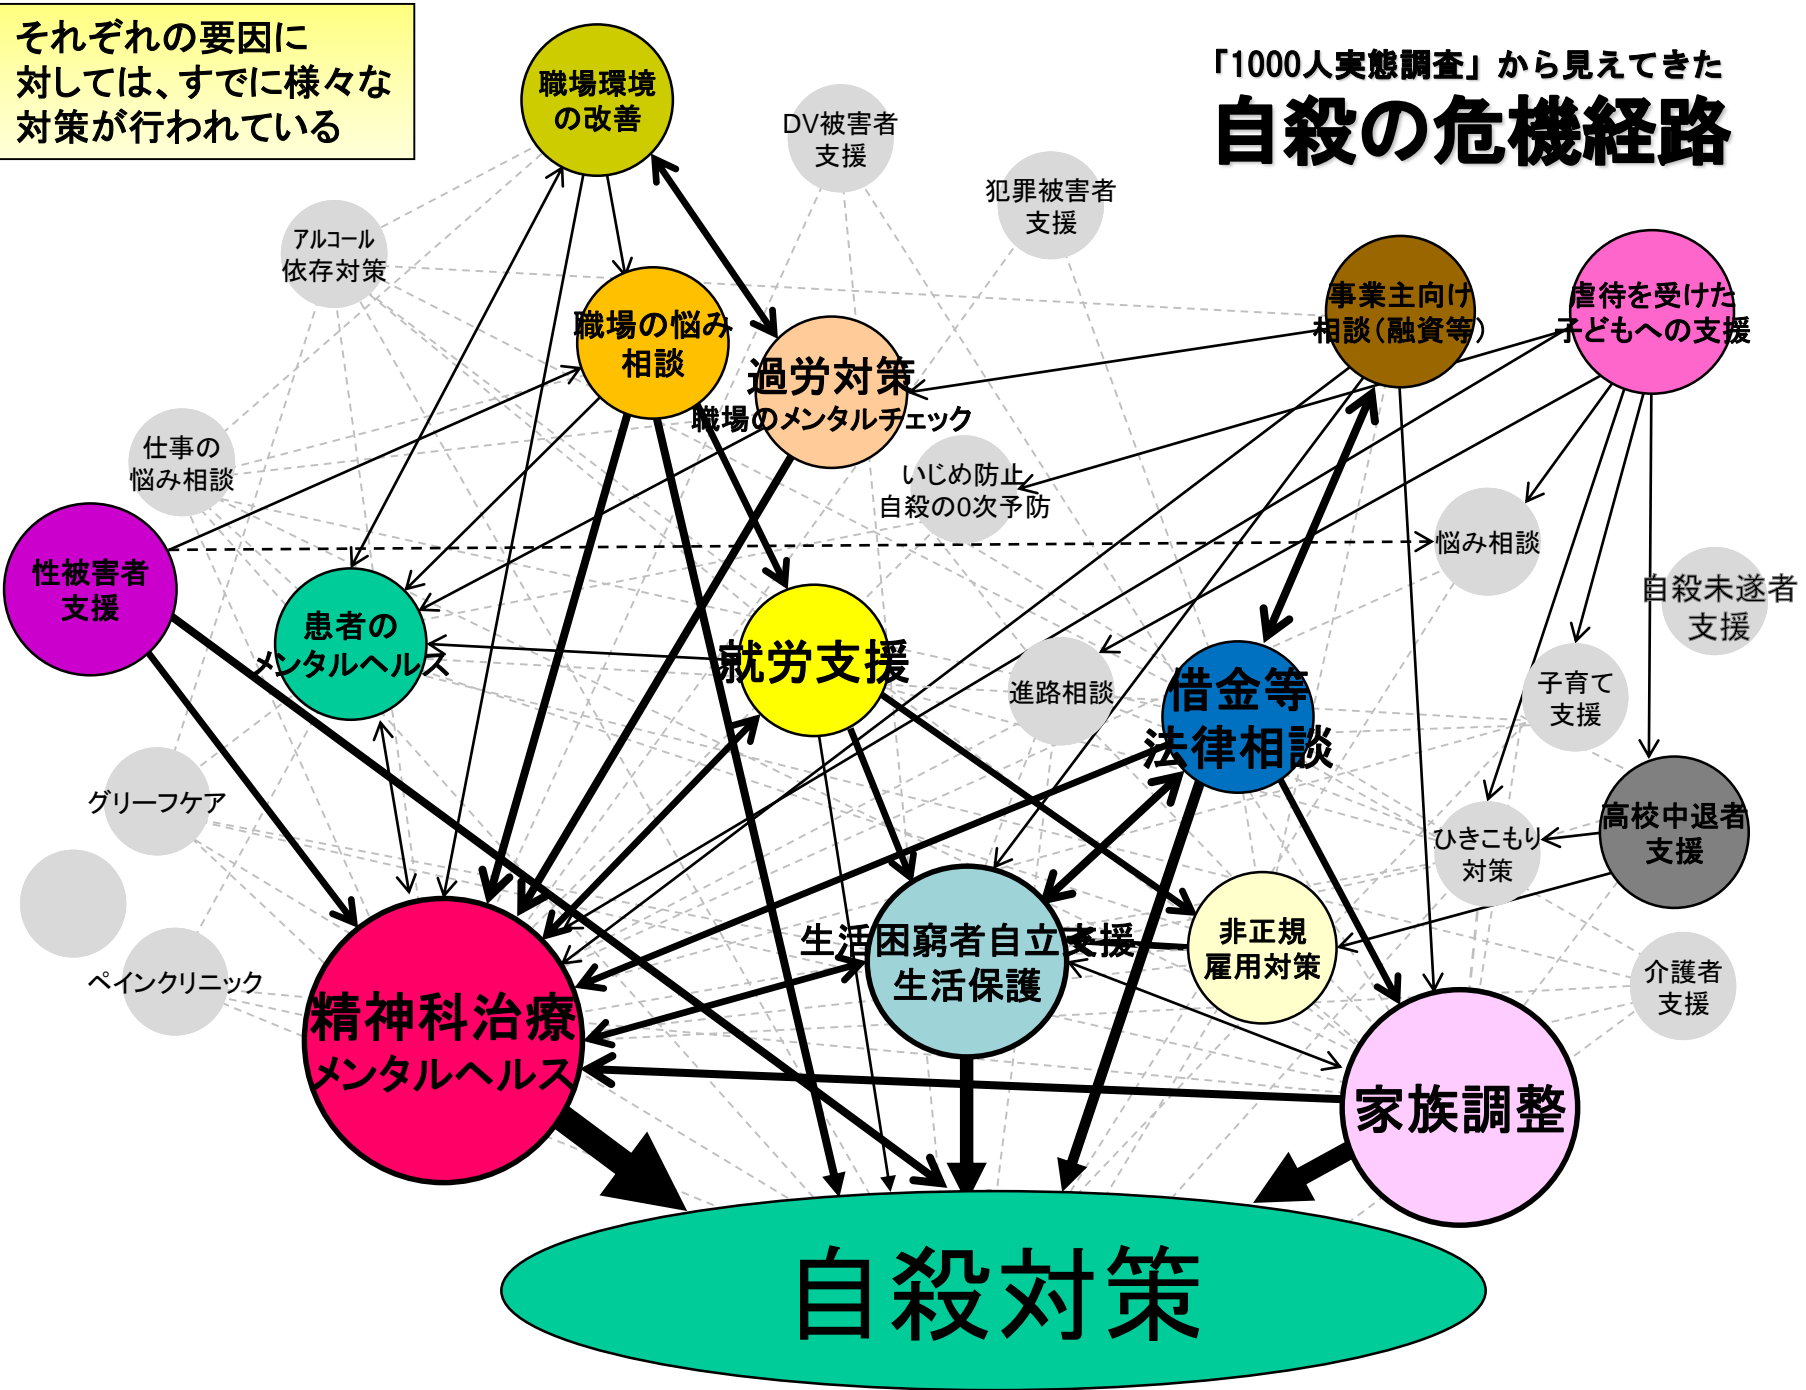 それぞれの要因に
対しては、すでに様々な
対策が行われている
「1000人実態調査」から見えてきた
自殺の危機経路
職場環境
の改善
DV被害者
支援
犯罪被害者
支援
アルコール
依存対策
事業主向け
相談(融資等)
虐待を受けた
子どもへの支援
職場の悩み
相談
過労対策
職場のメンタルチェック
仕事の
悩み相談
いじめ防止
自殺の0次予防
悩み相談
性被害者
支援
患者の
メンタルヘルス
就労支援
進路相談
借金等
法律相談
自殺未遂者
支援
子育て
支援
グリーフケア
ひきこもり
対策
高校中退者
支援
ペインクリニック
生活困窮者自立支援
生活保護
非正規
雇用対策
介護者
支援
精神科治療
メンタルヘルス
家族調整
自殺対策